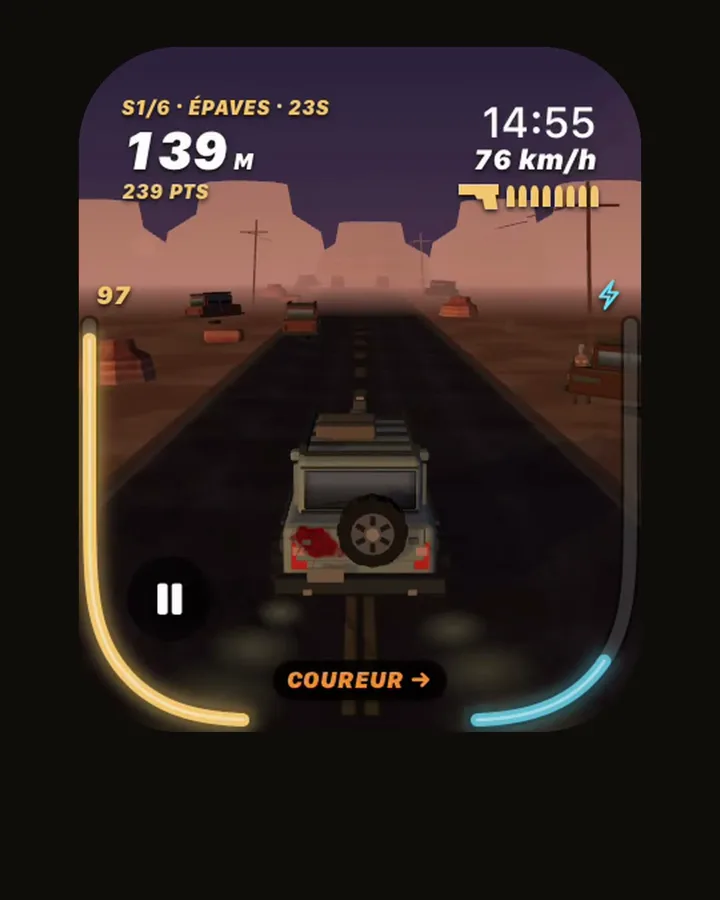 S1/6 · ÉPAVES · 23S
139 M
239 PTS
14:55
76 km/h
97
COUREUR →